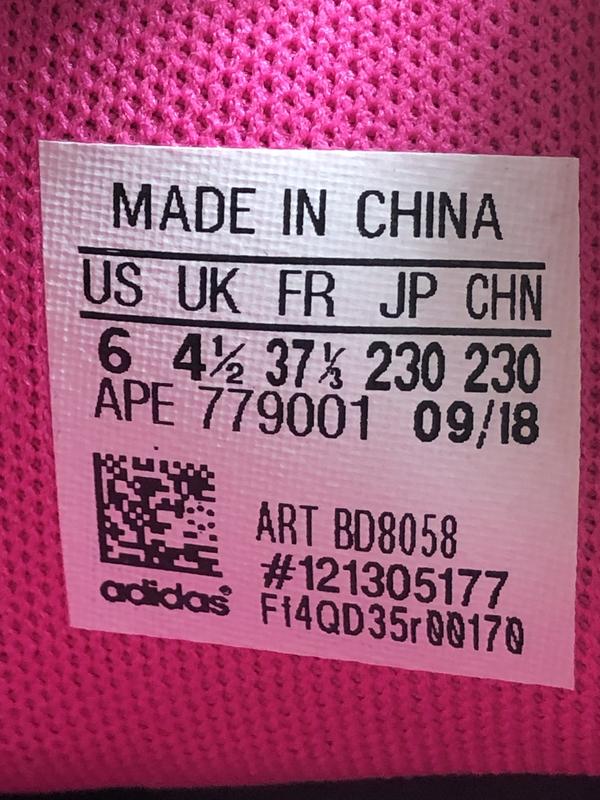 MADE IN CHINA
US UK FR JP CHN
6 4½ 37⅓ 230 230
APE 779001 09/18
ART BD8058
#121305177
Ff4QD35r00170
adidas®